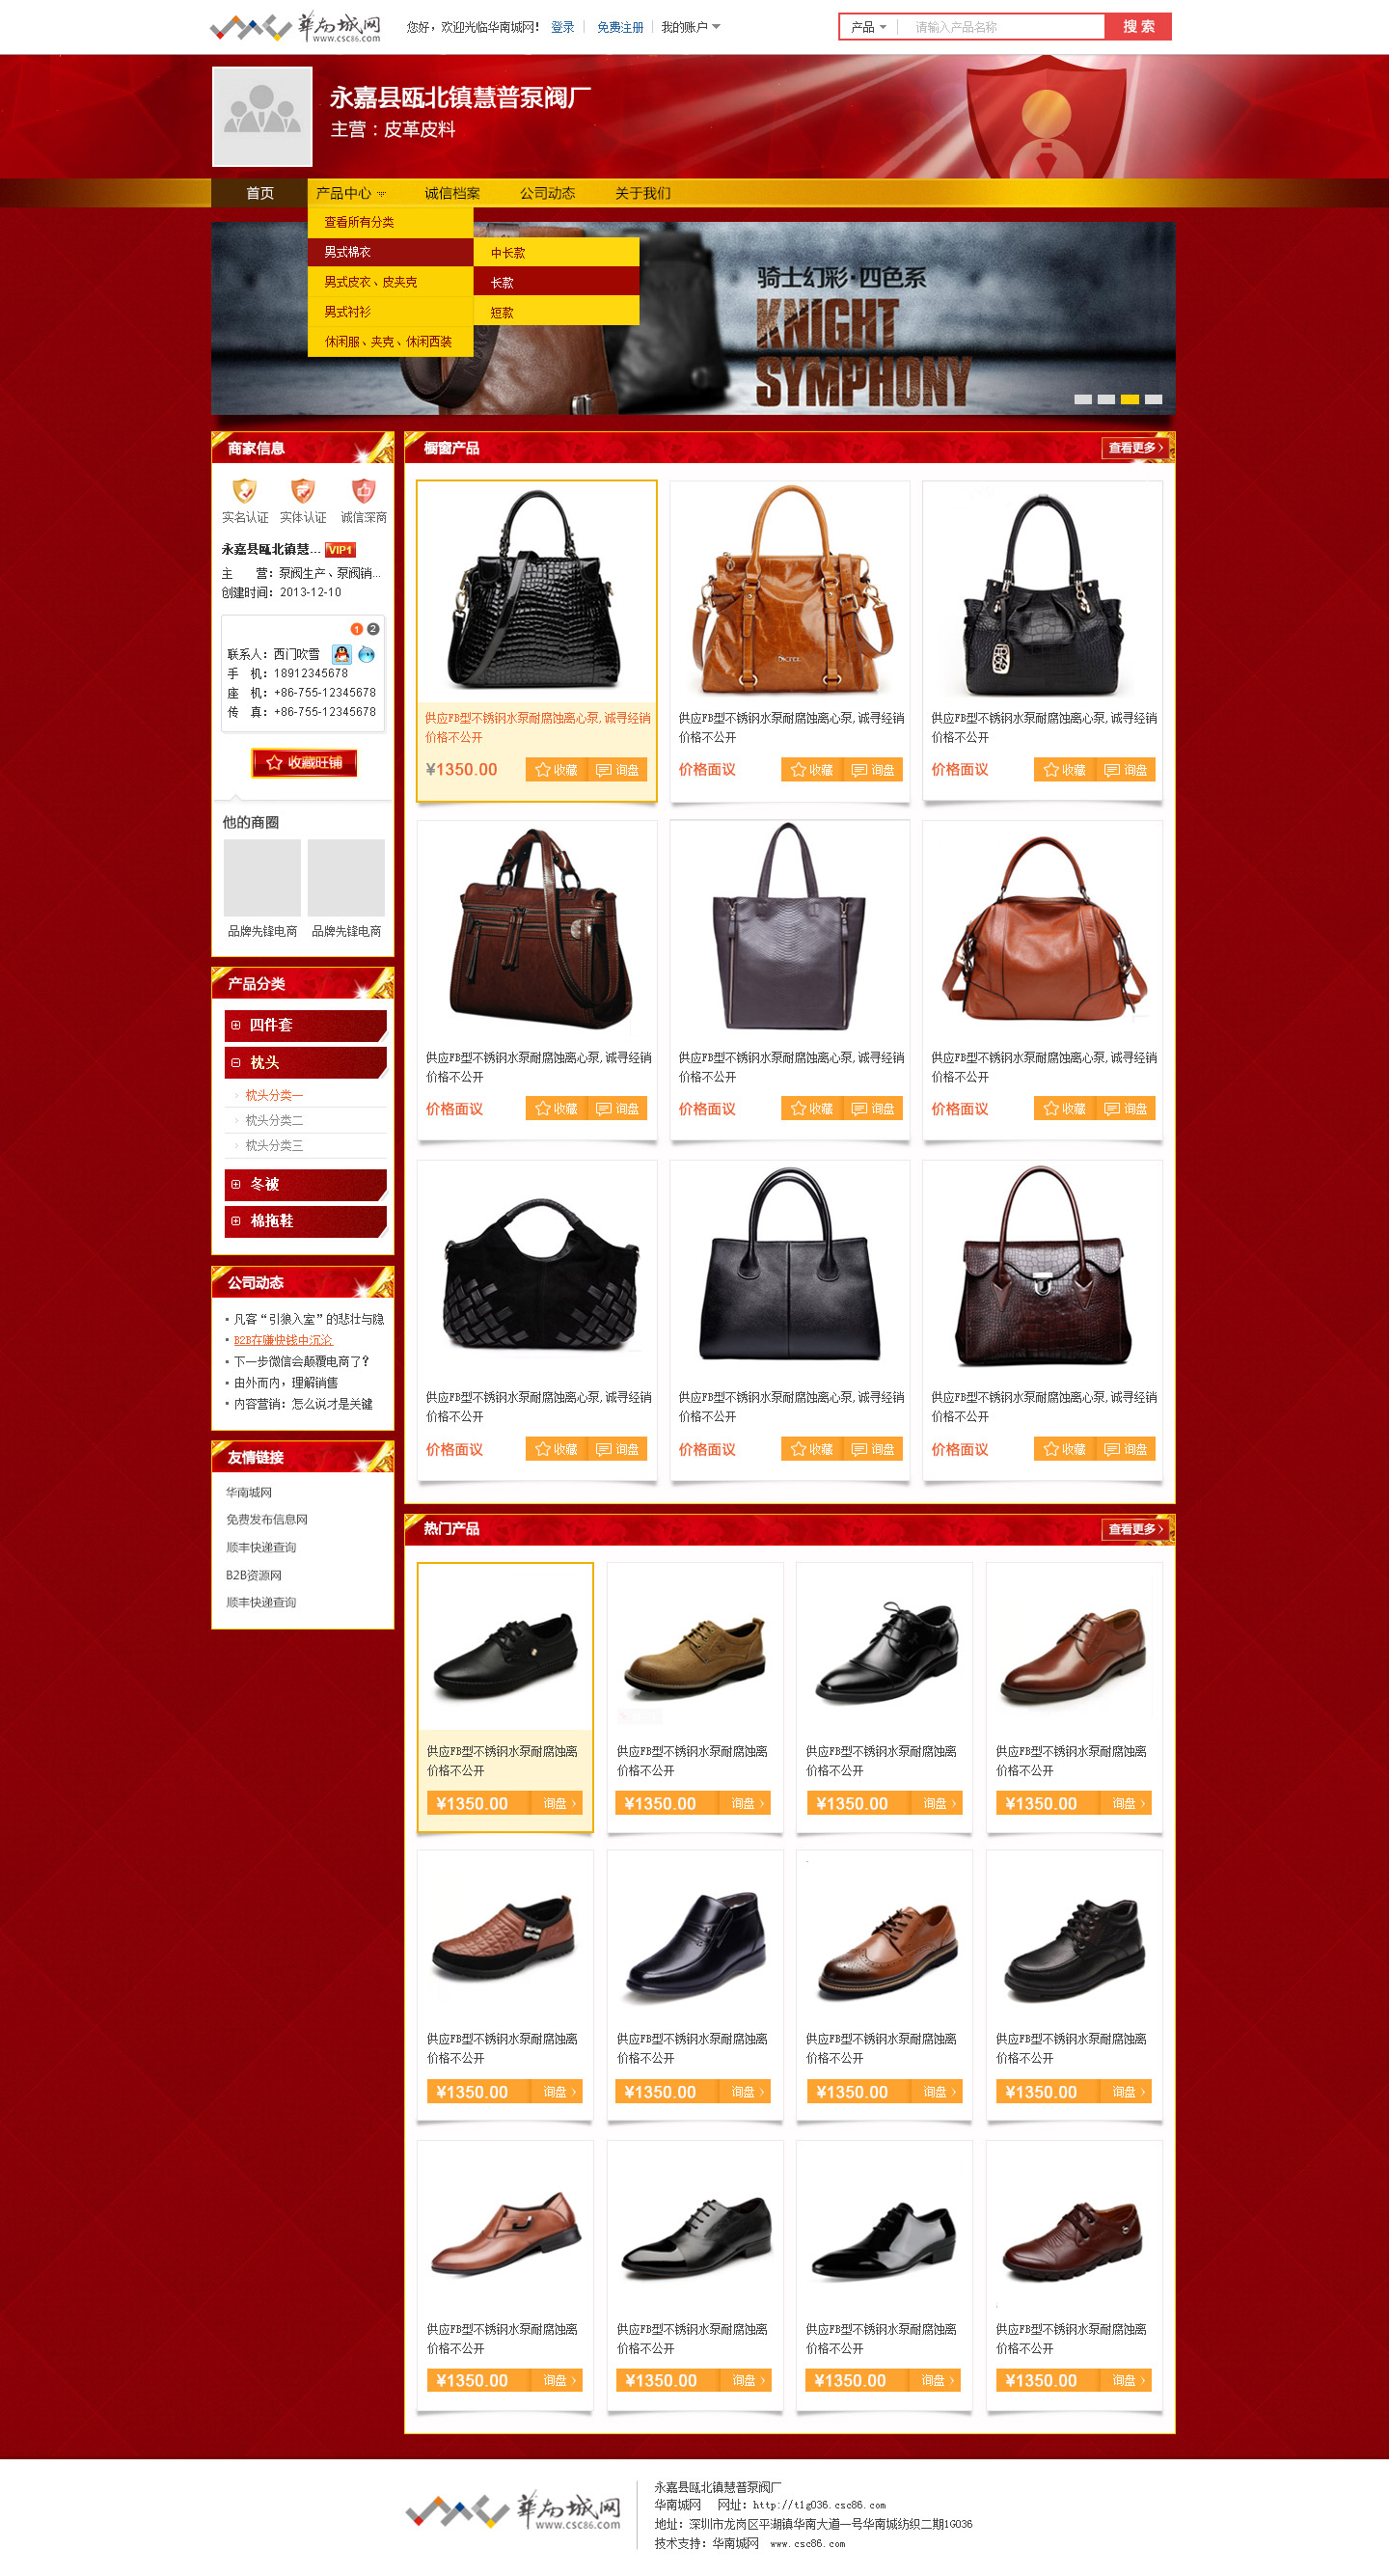 華南城网
www.csc86.com
您好，欢迎光临华南城网！ 登录 免费注册 我的账户
产品 请输入产品名称 搜 索
永嘉县瓯北镇慧普泵阀厂
主营：皮革皮料
首页 产品中心 诚信档案 公司动态 关于我们
查看所有分类
男式棉衣
男式皮衣、皮夹克
男式衬衫
休闲服、夹克、休闲西装
中长款
长款
短款
骑士幻彩·四色系
KNIGHT
SYMPHONY
商家信息
实名认证 实体认证 诚信深商
永嘉县瓯北镇慧... VIP1
主 营：泵阀生产、泵阀销...
创建时间：2013-12-10
1 2
联系人：西门吹雪
手 机：18912345678
座 机：+86-755-12345678
传 真：+86-755-12345678
收藏旺铺
他的商圈
品牌先锋电商 品牌先锋电商
产品分类
四件套
枕头
枕头分类一
枕头分类二
枕头分类三
冬被
棉拖鞋
公司动态
凡客“引狼入室”的悲壮与隐
B2B在赚快钱中沉沦
下一步微信会颠覆电商了？
由外而内，理解销售
内容营销：怎么说才是关键
友情链接
华南城网
免费发布信息网
顺丰快递查询
B2B资源网
顺丰快递查询
橱窗产品 查看更多
供应FB型不锈钢水泵耐腐蚀离心泵,诚寻经销 供应FB型不锈钢水泵耐腐蚀离心泵,诚寻经销 供应FB型不锈钢水泵耐腐蚀离心泵,诚寻经销
价格不公开 价格不公开 价格不公开
¥1350.00 收藏 询盘 价格面议 收藏 询盘 价格面议 收藏 询盘
供应FB型不锈钢水泵耐腐蚀离心泵,诚寻经销 供应FB型不锈钢水泵耐腐蚀离心泵,诚寻经销 供应FB型不锈钢水泵耐腐蚀离心泵,诚寻经销
价格不公开 价格不公开 价格不公开
价格面议 收藏 询盘 价格面议 收藏 询盘 价格面议 收藏 询盘
供应FB型不锈钢水泵耐腐蚀离心泵,诚寻经销 供应FB型不锈钢水泵耐腐蚀离心泵,诚寻经销 供应FB型不锈钢水泵耐腐蚀离心泵,诚寻经销
价格不公开 价格不公开 价格不公开
价格面议 收藏 询盘 价格面议 收藏 询盘 价格面议 收藏 询盘
热门产品 查看更多
供应FB型不锈钢水泵耐腐蚀离 供应FB型不锈钢水泵耐腐蚀离 供应FB型不锈钢水泵耐腐蚀离 供应FB型不锈钢水泵耐腐蚀离
价格不公开 价格不公开 价格不公开 价格不公开
¥1350.00 询盘 ¥1350.00 询盘 ¥1350.00 询盘 ¥1350.00 询盘
供应FB型不锈钢水泵耐腐蚀离 供应FB型不锈钢水泵耐腐蚀离 供应FB型不锈钢水泵耐腐蚀离 供应FB型不锈钢水泵耐腐蚀离
价格不公开 价格不公开 价格不公开 价格不公开
¥1350.00 询盘 ¥1350.00 询盘 ¥1350.00 询盘 ¥1350.00 询盘
供应FB型不锈钢水泵耐腐蚀离 供应FB型不锈钢水泵耐腐蚀离 供应FB型不锈钢水泵耐腐蚀离 供应FB型不锈钢水泵耐腐蚀离
价格不公开 价格不公开 价格不公开 价格不公开
¥1350.00 询盘 ¥1350.00 询盘 ¥1350.00 询盘 ¥1350.00 询盘
華南城网
www.csc86.com
永嘉县瓯北镇慧普泵阀厂
华南城网 网址：http://t1g036.csc86.com
地址：深圳市龙岗区平湖镇华南大道一号华南城纺织二期1G036
技术支持：华南城网 www.csc86.com